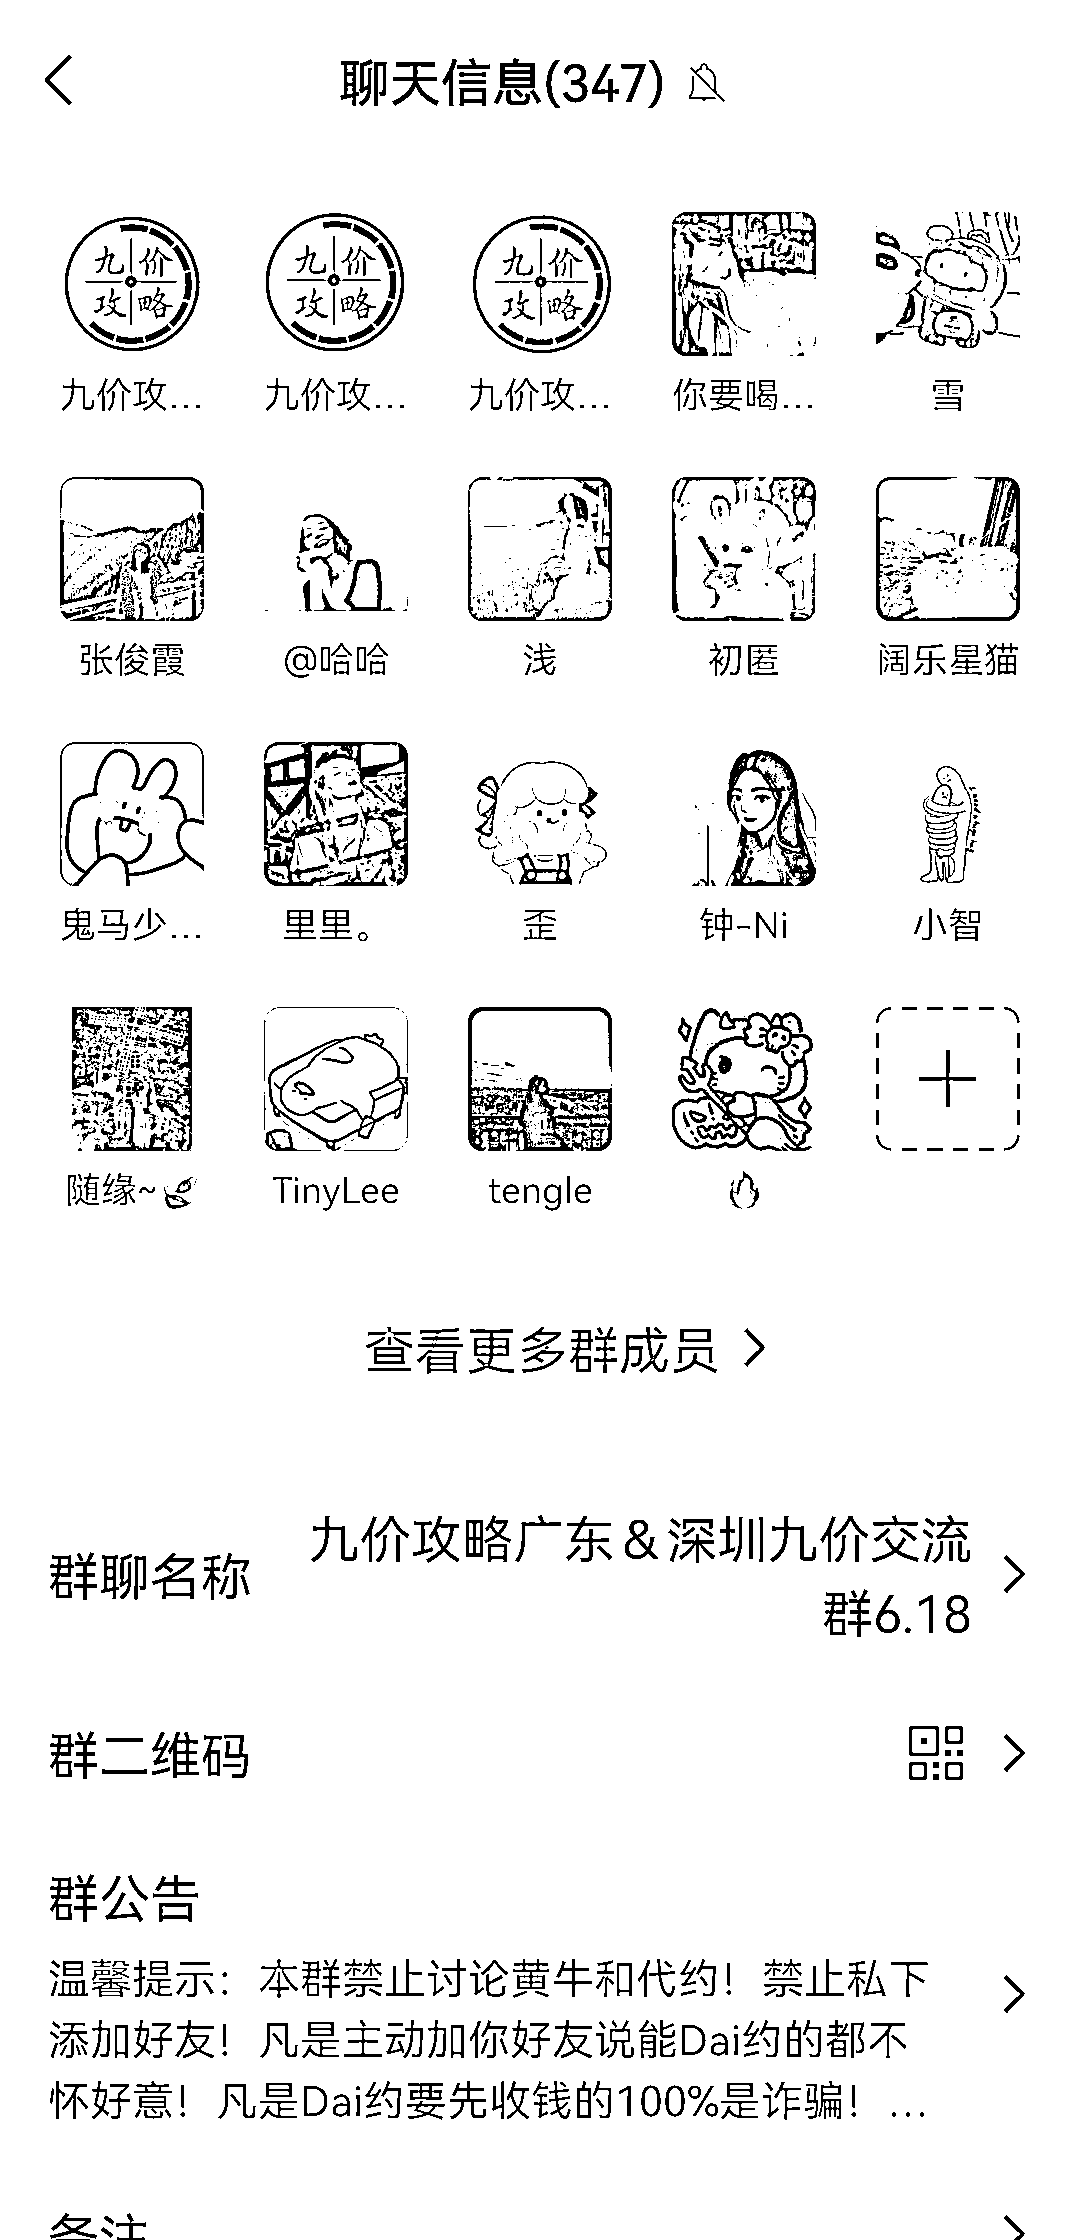 聊天信息(347)
九价攻略
九价攻略
九价攻略
九价攻...
九价攻...
九价攻...
你要喝...
雪
张俊霞
@哈哈
浅
初匿
阔乐星猫
鬼马少...
里里。
歪
钟-Ni
小智
随缘~
TinyLee
tengle
查看更多群成员
群聊名称
九价攻略广东&深圳九价交流
群6.18
群二维码
群公告
温馨提示：本群禁止讨论黄牛和代约！禁止私下
添加好友！凡是主动加你好友说能Dai约的都不
怀好意！凡是Dai约要先收钱的100%是诈骗！...
备注